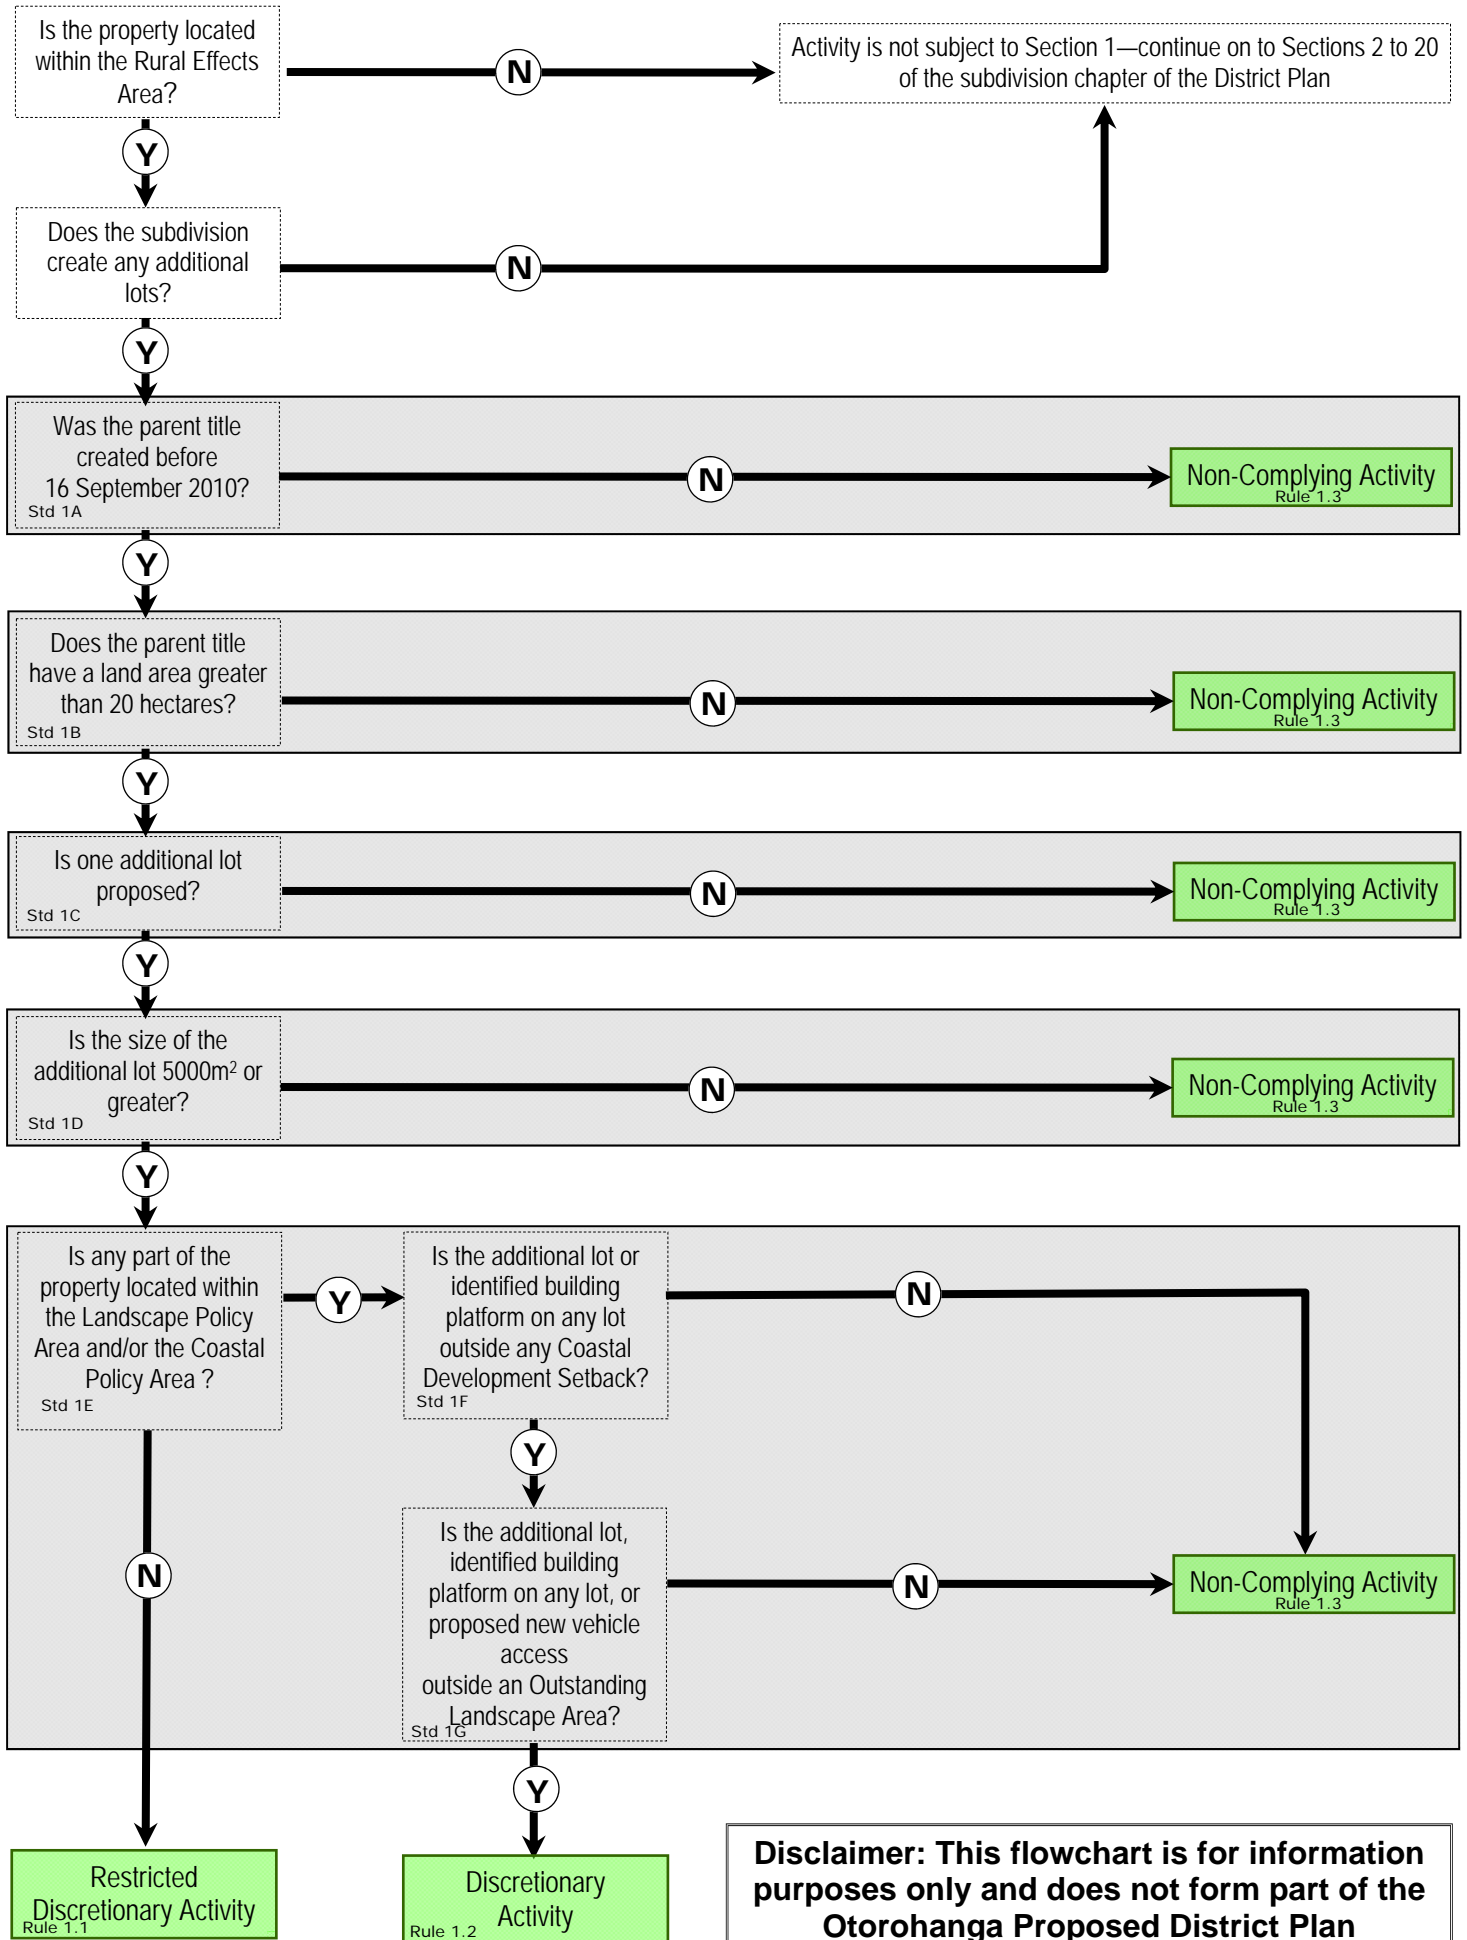 Is the property located
within the Rural Effects
Area?
N
Activity is not subject to Section 1—continue on to Sections 2 to 20
of the subdivision chapter of the District Plan
Y
Does the subdivision
create any additional
lots?
N
Y
Was the parent title
created before
16 September 2010?
Std 1A
N
Non-Complying Activity
Rule 1.3
Y
Does the parent title
have a land area greater
than 20 hectares?
Std 1B
N
Non-Complying Activity
Rule 1.3
Y
Is one additional lot
proposed?
Std 1C
N
Non-Complying Activity
Rule 1.3
Y
Is the size of the
additional lot 5000m² or
greater?
Std 1D
N
Non-Complying Activity
Rule 1.3
Y
Is any part of the
property located within
the Landscape Policy
Area and/or the Coastal
Policy Area ?
Std 1E
Y
Is the additional lot or
identified building
platform on any lot
outside any Coastal
Development Setback?
Std 1F
N
Y
Is the additional lot,
identified building
platform on any lot, or
proposed new vehicle
access
outside an Outstanding
Landscape Area?
Std 1G
N
Non-Complying Activity
Rule 1.3
N
Y
Restricted
Discretionary Activity
Rule 1.1
Discretionary
Activity
Rule 1.2
Disclaimer: This flowchart is for information
purposes only and does not form part of the
Otorohanga Proposed District Plan